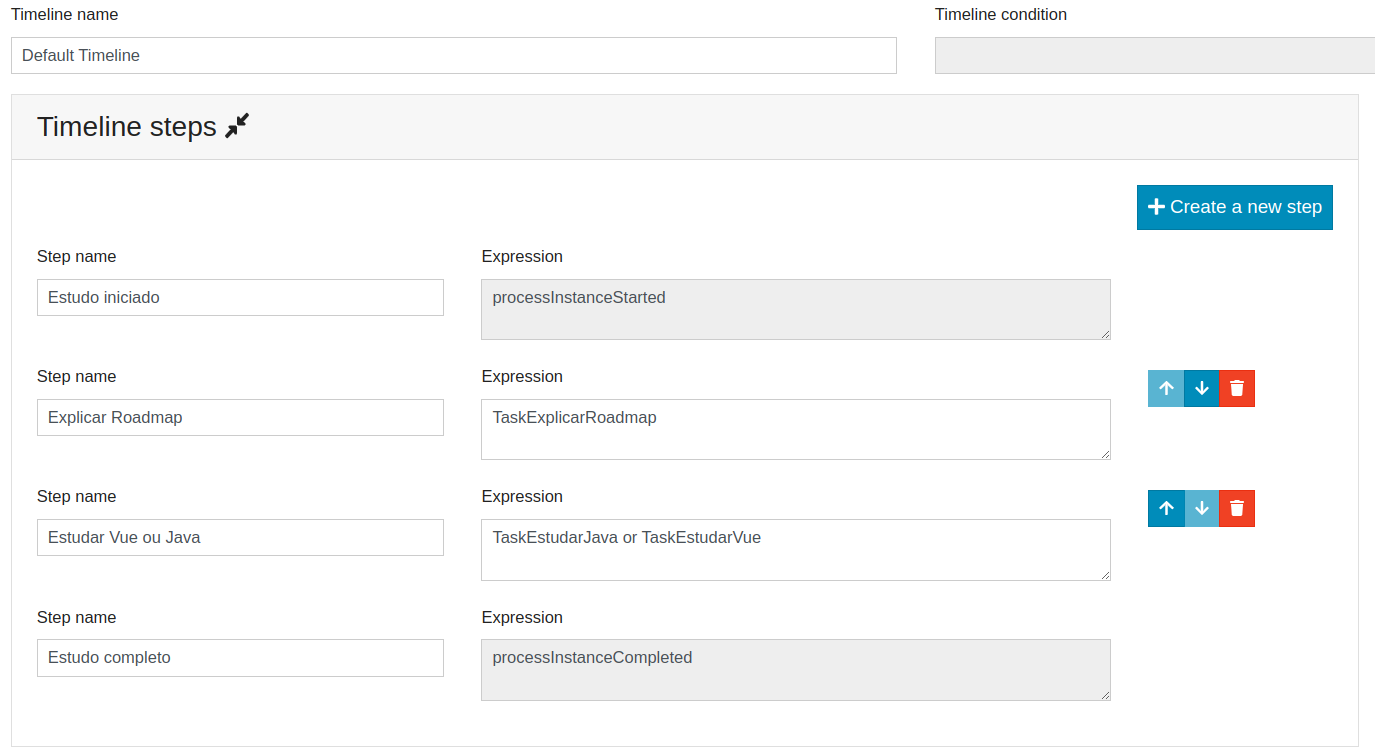 Timeline name
Timeline condition
Default Timeline
Timeline steps
Create a new step
Step name
Expression
Estudo iniciado
processInstanceStarted
Step name
Expression
Explicar Roadmap
TaskExplicarRoadmap
Step name
Expression
Estudar Vue ou Java
TaskEstudarJava or TaskEstudarVue
Step name
Expression
Estudo completo
processInstanceCompleted